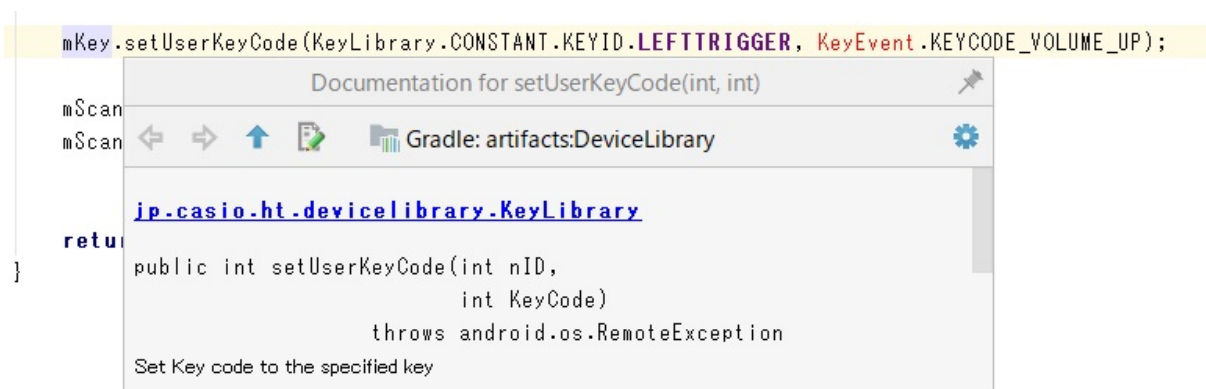 mKey.setUserKeyCode(KeyLibrary.CONSTANT.KEYID.LEFTTRIGGER, KeyEvent.KEYCODE_VOLUME_UP);
Documentation for setUserKeyCode(int, int)
mScan
mScan
Gradle: artifacts:DeviceLibrary
jp.casio.ht.devicelibrary.KeyLibrary
retu
public int setUserKeyCode(int nID,
}
int KeyCode)
throws android.os.RemoteException
Set Key code to the specified key